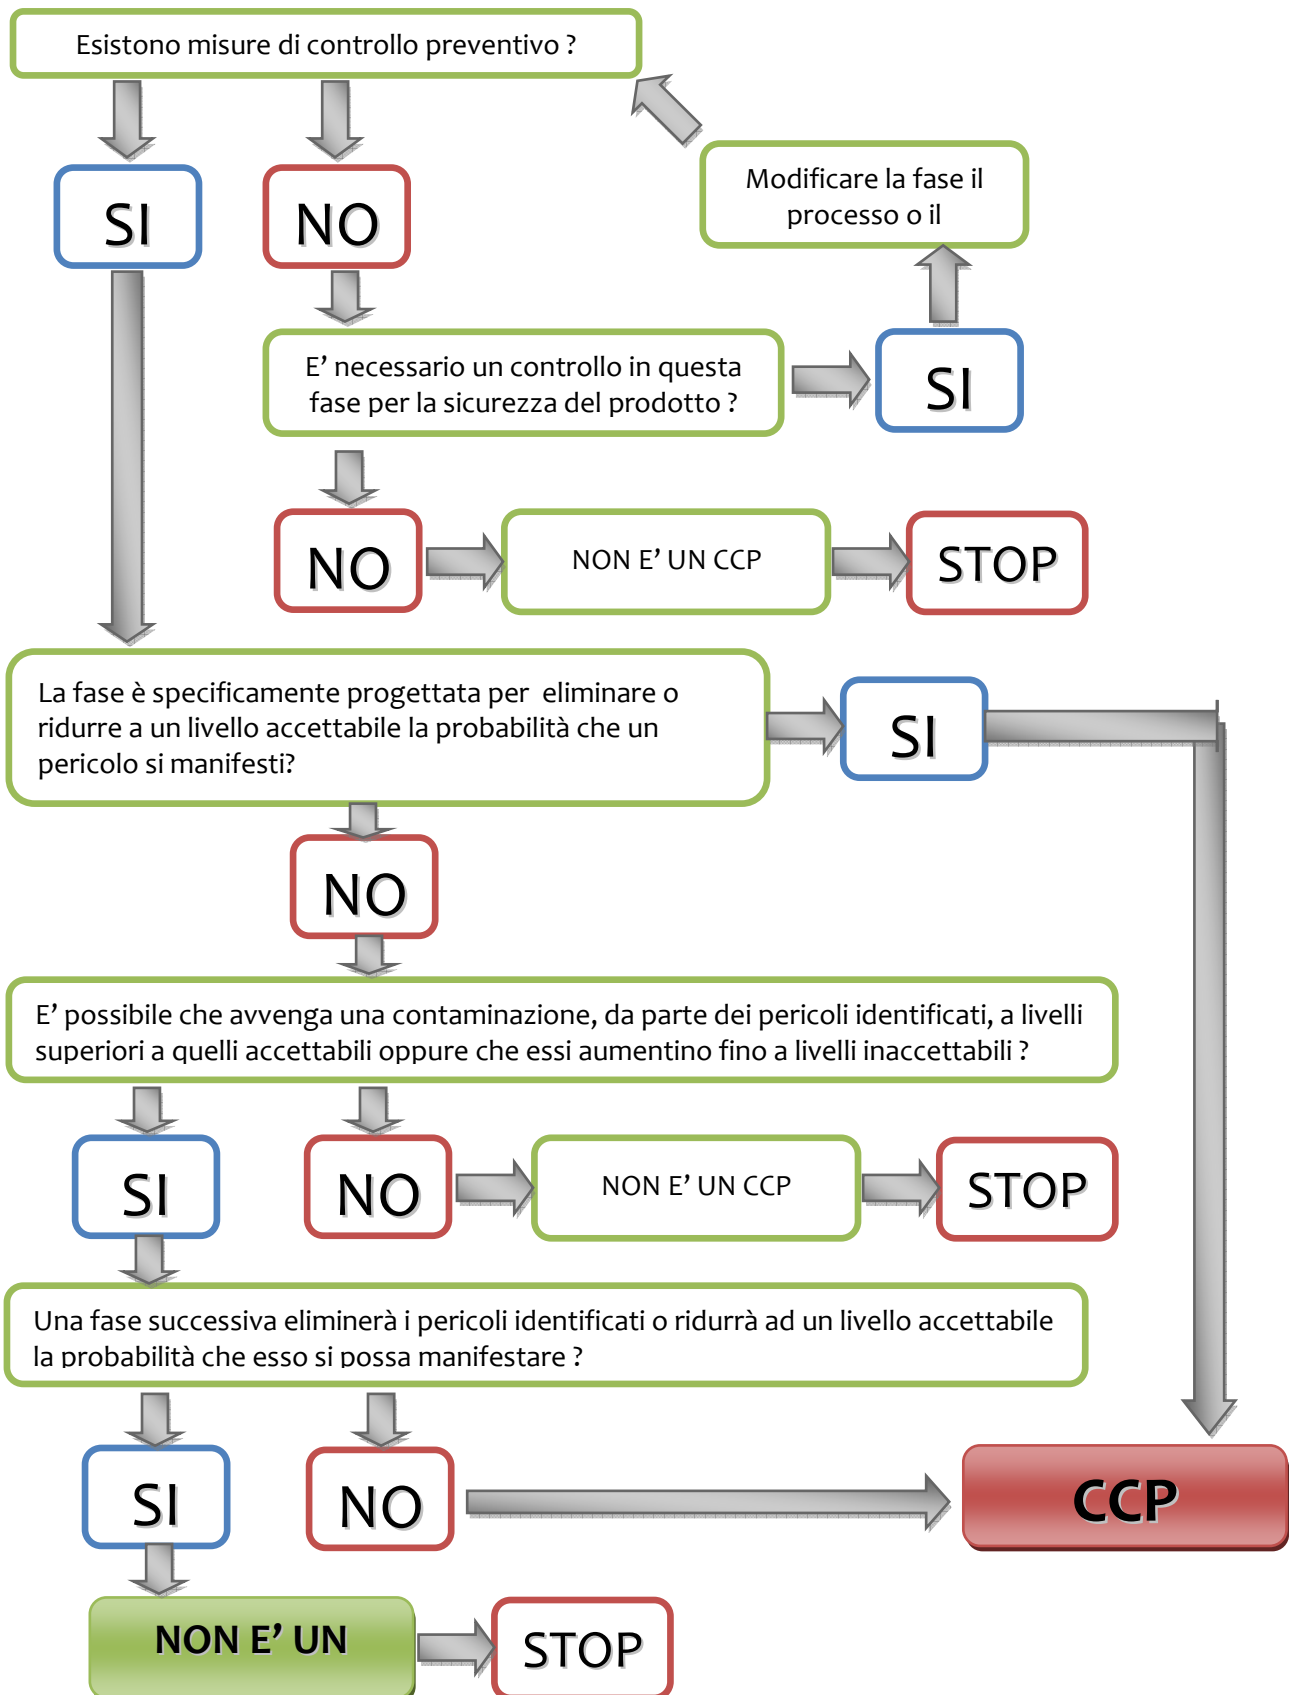 Esistono misure di controllo preventivo ?
SI
NO
Modificare la fase il
processo o il
E’ necessario un controllo in questa
fase per la sicurezza del prodotto ?
SI
NO
NON E’ UN CCP
STOP
La fase è specificamente progettata per eliminare o
ridurre a un livello accettabile la probabilità che un
pericolo si manifesti?
SI
NO
E’ possibile che avvenga una contaminazione, da parte dei pericoli identificati, a livelli
superiori a quelli accettabili oppure che essi aumentino fino a livelli inaccettabili ?
SI
NO
NON E’ UN CCP
STOP
Una fase successiva eliminerà i pericoli identificati o ridurrà ad un livello accettabile
la probabilità che esso si possa manifestare ?
SI
NO
CCP
NON E’ UN
STOP